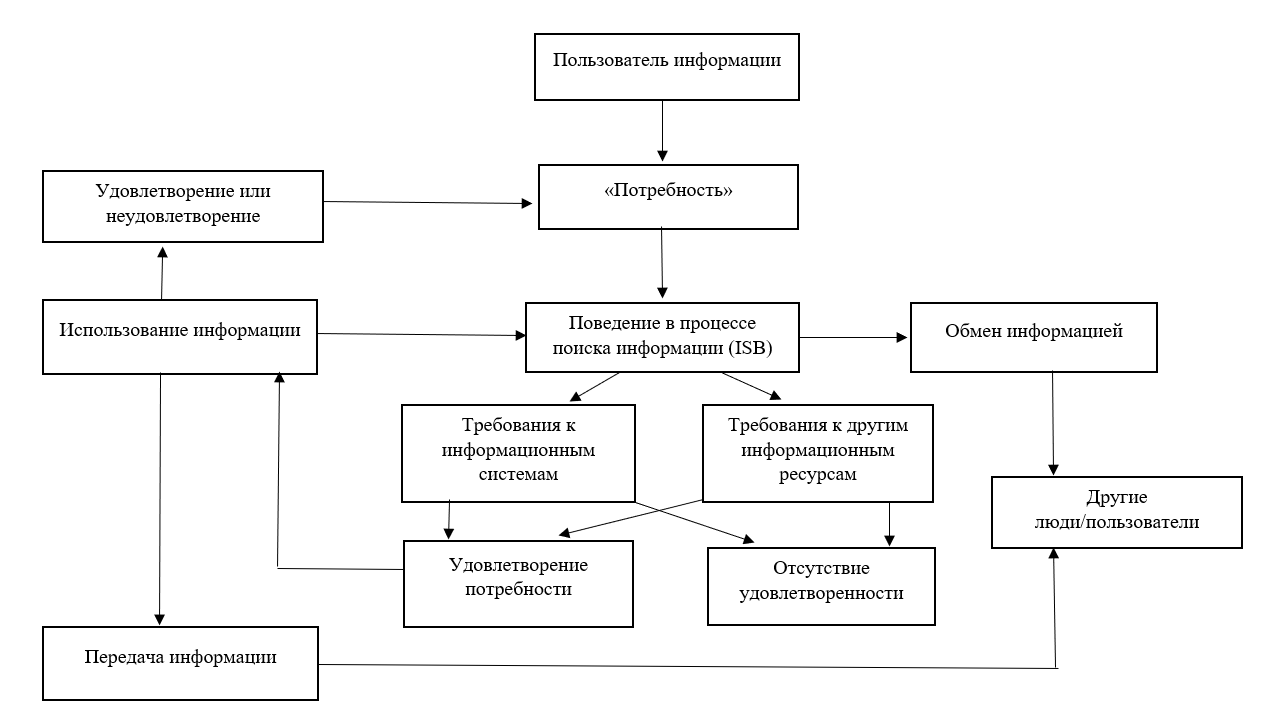 Пользователь информации
Удовлетворение или
неудовлетворение
«Потребность»
Использование информации
Поведение в процессе
поиска информации (ISB)
Обмен информацией
Требования к
информационным
системам
Требования к другим
информационным
ресурсам
Другие
люди/пользователи
Удовлетворение
потребности
Отсутствие
удовлетворенности
Передача информации